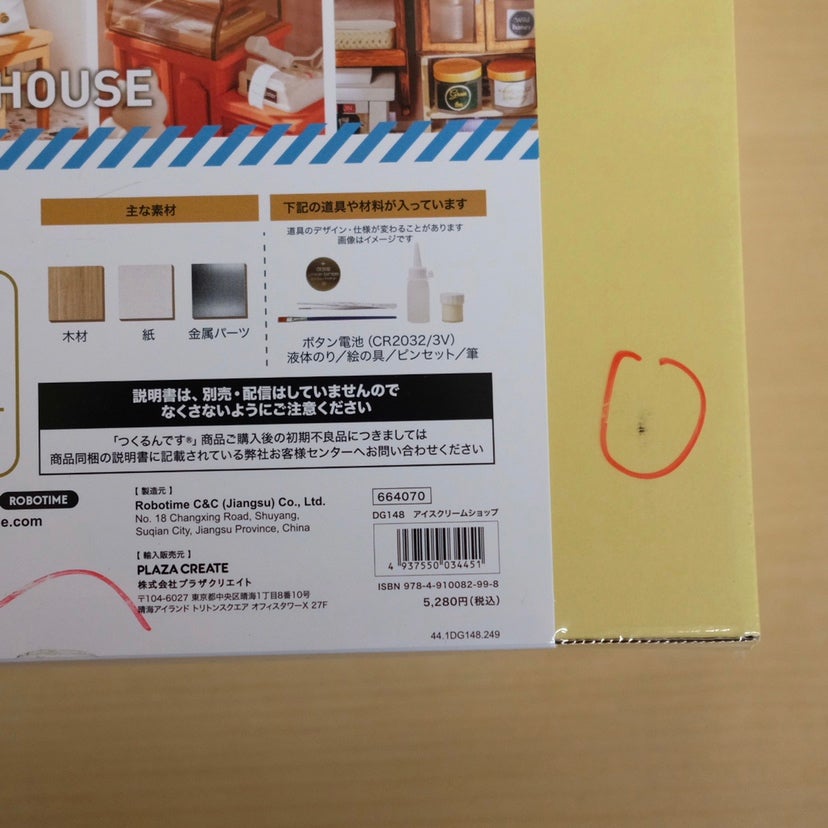 HOUSE
Wild
honey
主な素材
下記の道具や材料が入っています
道具のデザイン・仕様が変わることがあります
画像はイメージです
木材
紙
金属パーツ
ボタン電池（CR2032/3V）
液体のり／絵の具／ピンセット／筆
説明書は、別売・配信はしていませんので
なくさないようにご注意ください
「つくるんです®」商品ご購入後の初期不良品につきましては
商品同梱の説明書に記載されている弊社お客様センターへお問い合わせください
ROBOTIME
e.com
【 製造元 】
Robotime C&C (Jiangsu) Co., Ltd.
No. 18 Changxing Road, Shuyang,
Suqian City, Jiangsu Province, China
【 輸入販売元 】
PLAZA CREATE
株式会社プラザクリエイト
〒104-6027 東京都中央区晴海1丁目8番10号
晴海アイランド トリトンスクエア オフィスタワーX 27F
664070
DG148 アイスクリームショップ
4 937550 034451
ISBN 978-4-910082-99-8
5,280円（税込）
44.1DG148.249